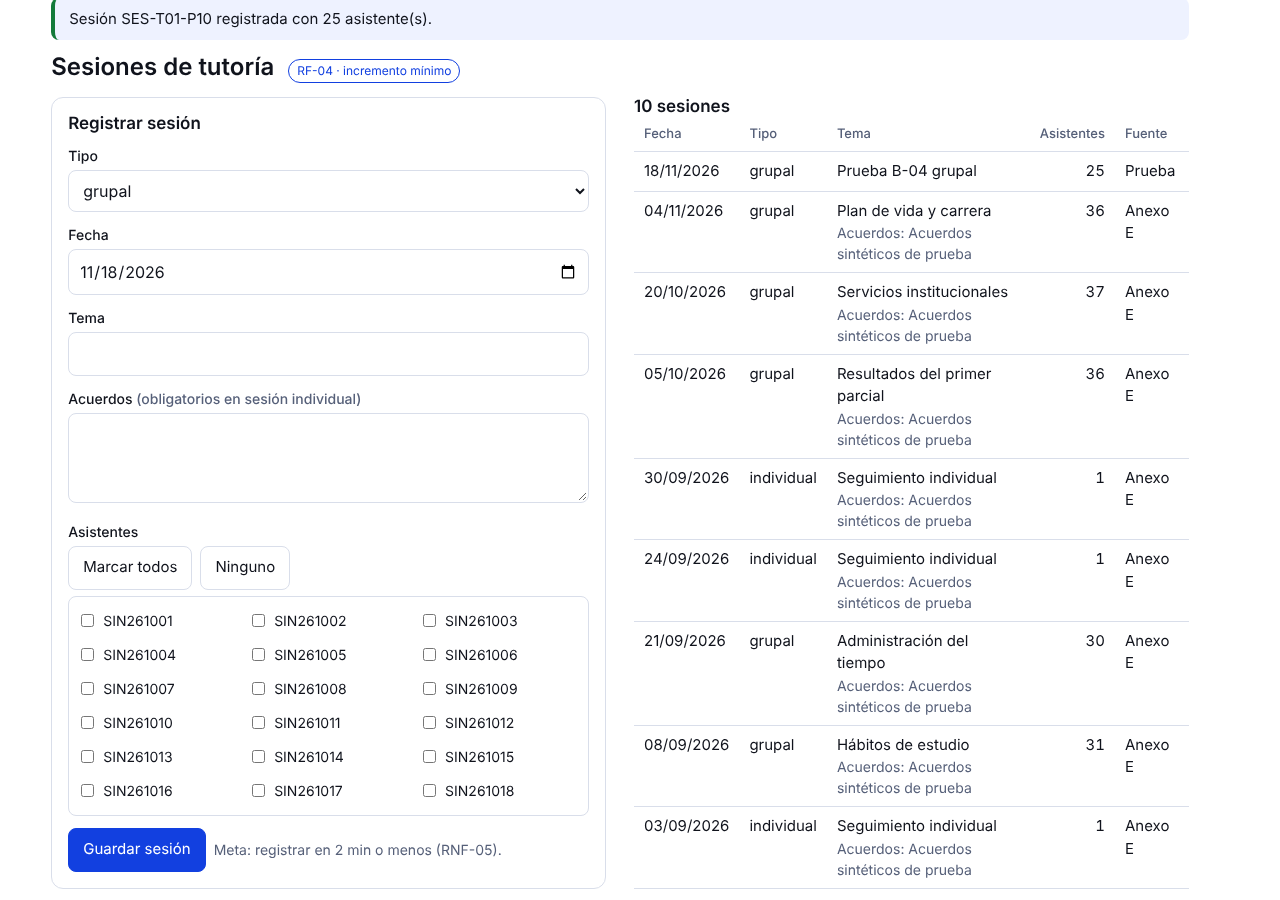 Sesión SES-T01-P10 registrada con 25 asistente(s).
Sesiones de tutoría
RF-04 · incremento mínimo
Registrar sesión
Tipo
grupal
Fecha
11/18/2026
Tema
Acuerdos (obligatorios en sesión individual)
Asistentes
Marcar todos Ninguno
SIN261001 SIN261002 SIN261003
SIN261004 SIN261005 SIN261006
SIN261007 SIN261008 SIN261009
SIN261010 SIN261011 SIN261012
SIN261013 SIN261014 SIN261015
SIN261016 SIN261017 SIN261018
Guardar sesión Meta: registrar en 2 min o menos (RNF-05).
10 sesiones
Fecha Tipo Tema Asistentes Fuente
18/11/2026 grupal Prueba B-04 grupal 25 Prueba
04/11/2026 grupal Plan de vida y carrera 36 Anexo
Acuerdos: Acuerdos E
sintéticos de prueba
20/10/2026 grupal Servicios institucionales 37 Anexo
Acuerdos: Acuerdos E
sintéticos de prueba
05/10/2026 grupal Resultados del primer 36 Anexo
parcial E
Acuerdos: Acuerdos
sintéticos de prueba
30/09/2026 individual Seguimiento individual 1 Anexo
Acuerdos: Acuerdos E
sintéticos de prueba
24/09/2026 individual Seguimiento individual 1 Anexo
Acuerdos: Acuerdos E
sintéticos de prueba
21/09/2026 grupal Administración del 30 Anexo
tiempo E
Acuerdos: Acuerdos
sintéticos de prueba
08/09/2026 grupal Hábitos de estudio 31 Anexo
Acuerdos: Acuerdos E
sintéticos de prueba
03/09/2026 individual Seguimiento individual 1 Anexo
Acuerdos: Acuerdos E
sintéticos de prueba